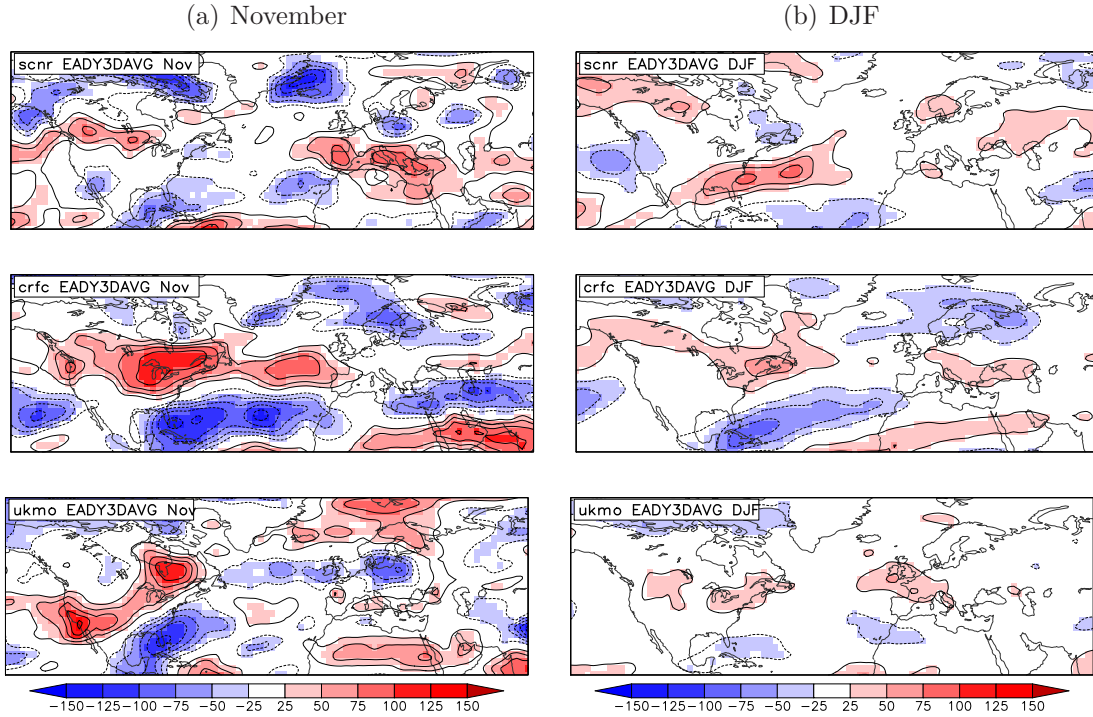 (a) November
(b) DJF
scnr EADY3DAVG Nov
scnr EADY3DAVG DJF
crfc EADY3DAVG Nov
crfc EADY3DAVG DJF
ukmo EADY3DAVG Nov
ukmo EADY3DAVG DJF
−150 −125 −100 −75 −50 −25 25 50 75 100 125 150
−150 −125 −100 −75 −50 −25 25 50 75 100 125 150